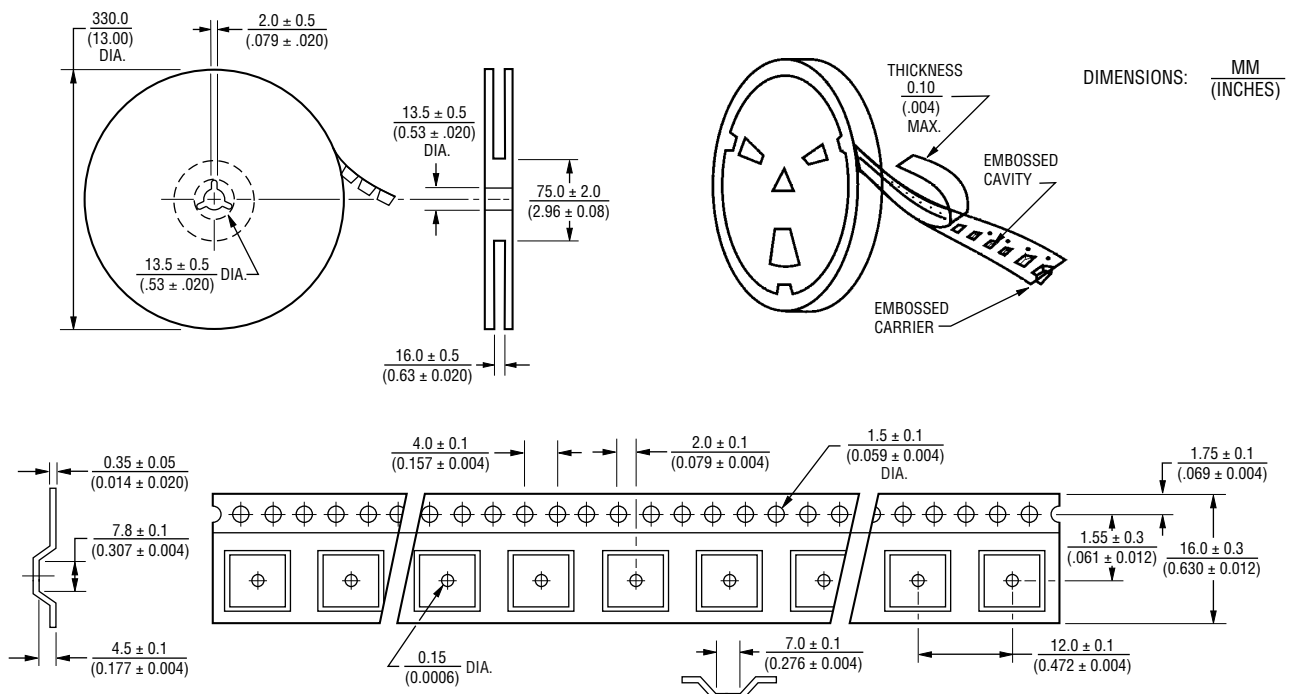 330.0
(13.00)
DIA.
2.0 ± 0.5
(.079 ± .020)
13.5 ± 0.5
(0.53 ± .020)
DIA.
75.0 ± 2.0
(2.96 ± 0.08)
13.5 ± 0.5
(.53 ± .020)
DIA.
16.0 ± 0.5
(0.63 ± 0.020)
THICKNESS
0.10
(.004)
MAX.
EMBOSSED
CAVITY
EMBOSSED
CARRIER
DIMENSIONS: MM
(INCHES)
0.35 ± 0.05
(0.014 ± 0.020)
7.8 ± 0.1
(0.307 ± 0.004)
4.5 ± 0.1
(0.177 ± 0.004)
4.0 ± 0.1
(0.157 ± 0.004)
2.0 ± 0.1
(0.079 ± 0.004)
1.5 ± 0.1
(0.059 ± 0.004)
DIA.
1.75 ± 0.1
(.069 ± 0.004)
1.55 ± 0.3
(.061 ± 0.012)
16.0 ± 0.3
(0.630 ± 0.012)
0.15
(0.0006)
DIA.
7.0 ± 0.1
(0.276 ± 0.004)
12.0 ± 0.1
(0.472 ± 0.004)